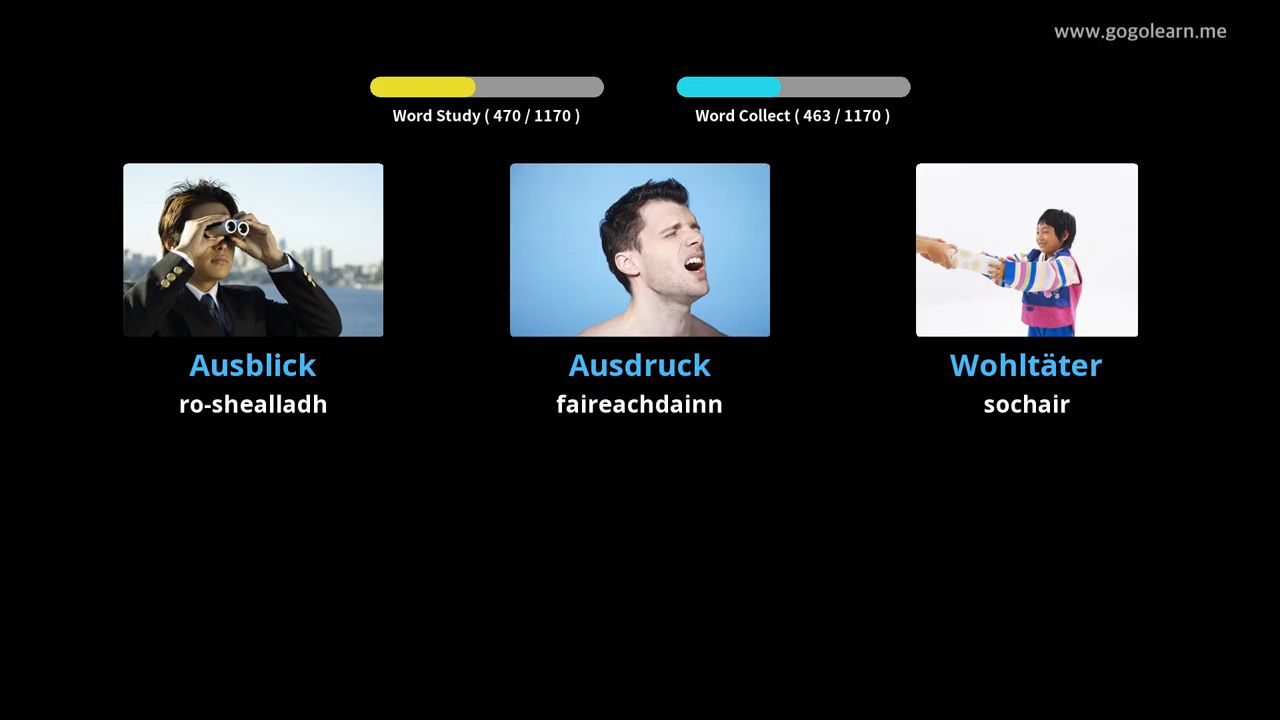 www.gogolearn.me
Word Study ( 470 / 1170 )
Word Collect ( 463 / 1170 )
Ausblick
ro-shealladh
Ausdruck
faireachdainn
Wohltäter
sochair